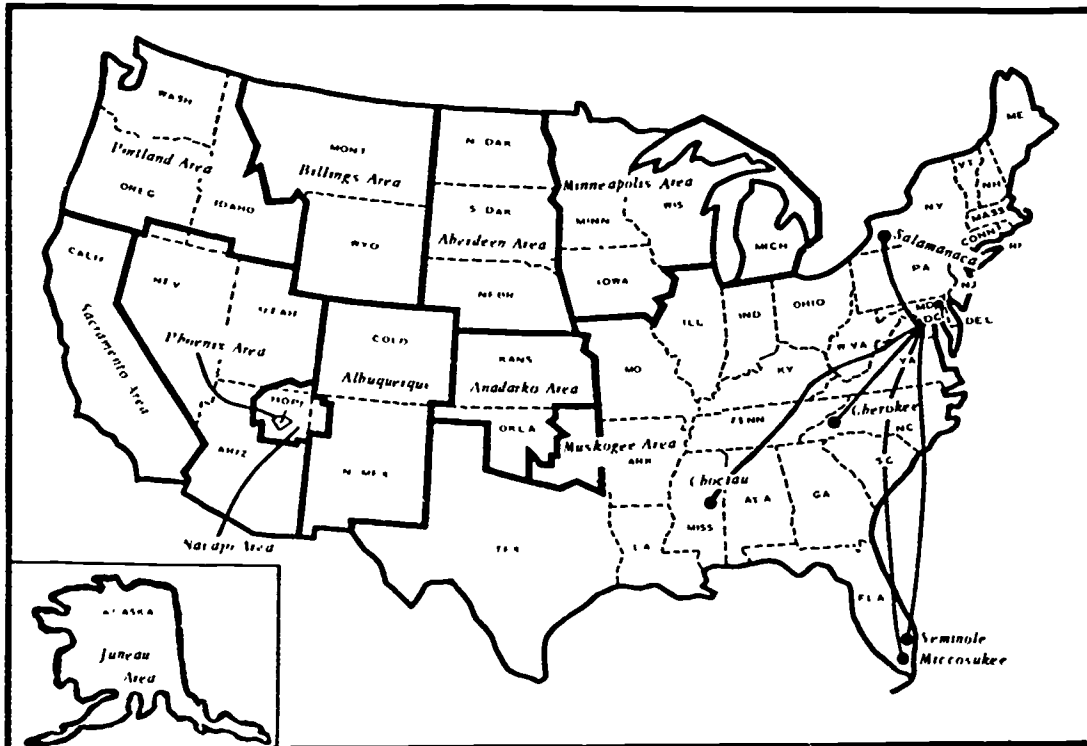 WASH
Portland Area
OREG
IDAHO
MONT
Billings Area
WYO
N DAK
S DAK
Aberdeen Area
NEBR
Minneapolis Area
MINN
WIS
IOWA
MICH
ME
VT
NH
NY
MASS
CONN
RI
Salamanca
PA
NJ
MD
DC
DEL
CALIF
Sacramento Area
NEV
UTAH
Phoenix Area
HOPI
ARIZ
Navajo Area
COLO
Albuquerque
N MEX
KANS
Anadarko Area
OKLA
Muskogee Area
TEX
MO
ARK
LA
ILL
IND
OHIO
W VA
VA
KY
TENN
Cherokee
NC
SC
Choctaw
MISS
ALA
GA
FLA
Seminole
Miccosukee
ALASKA
Juneau
Area